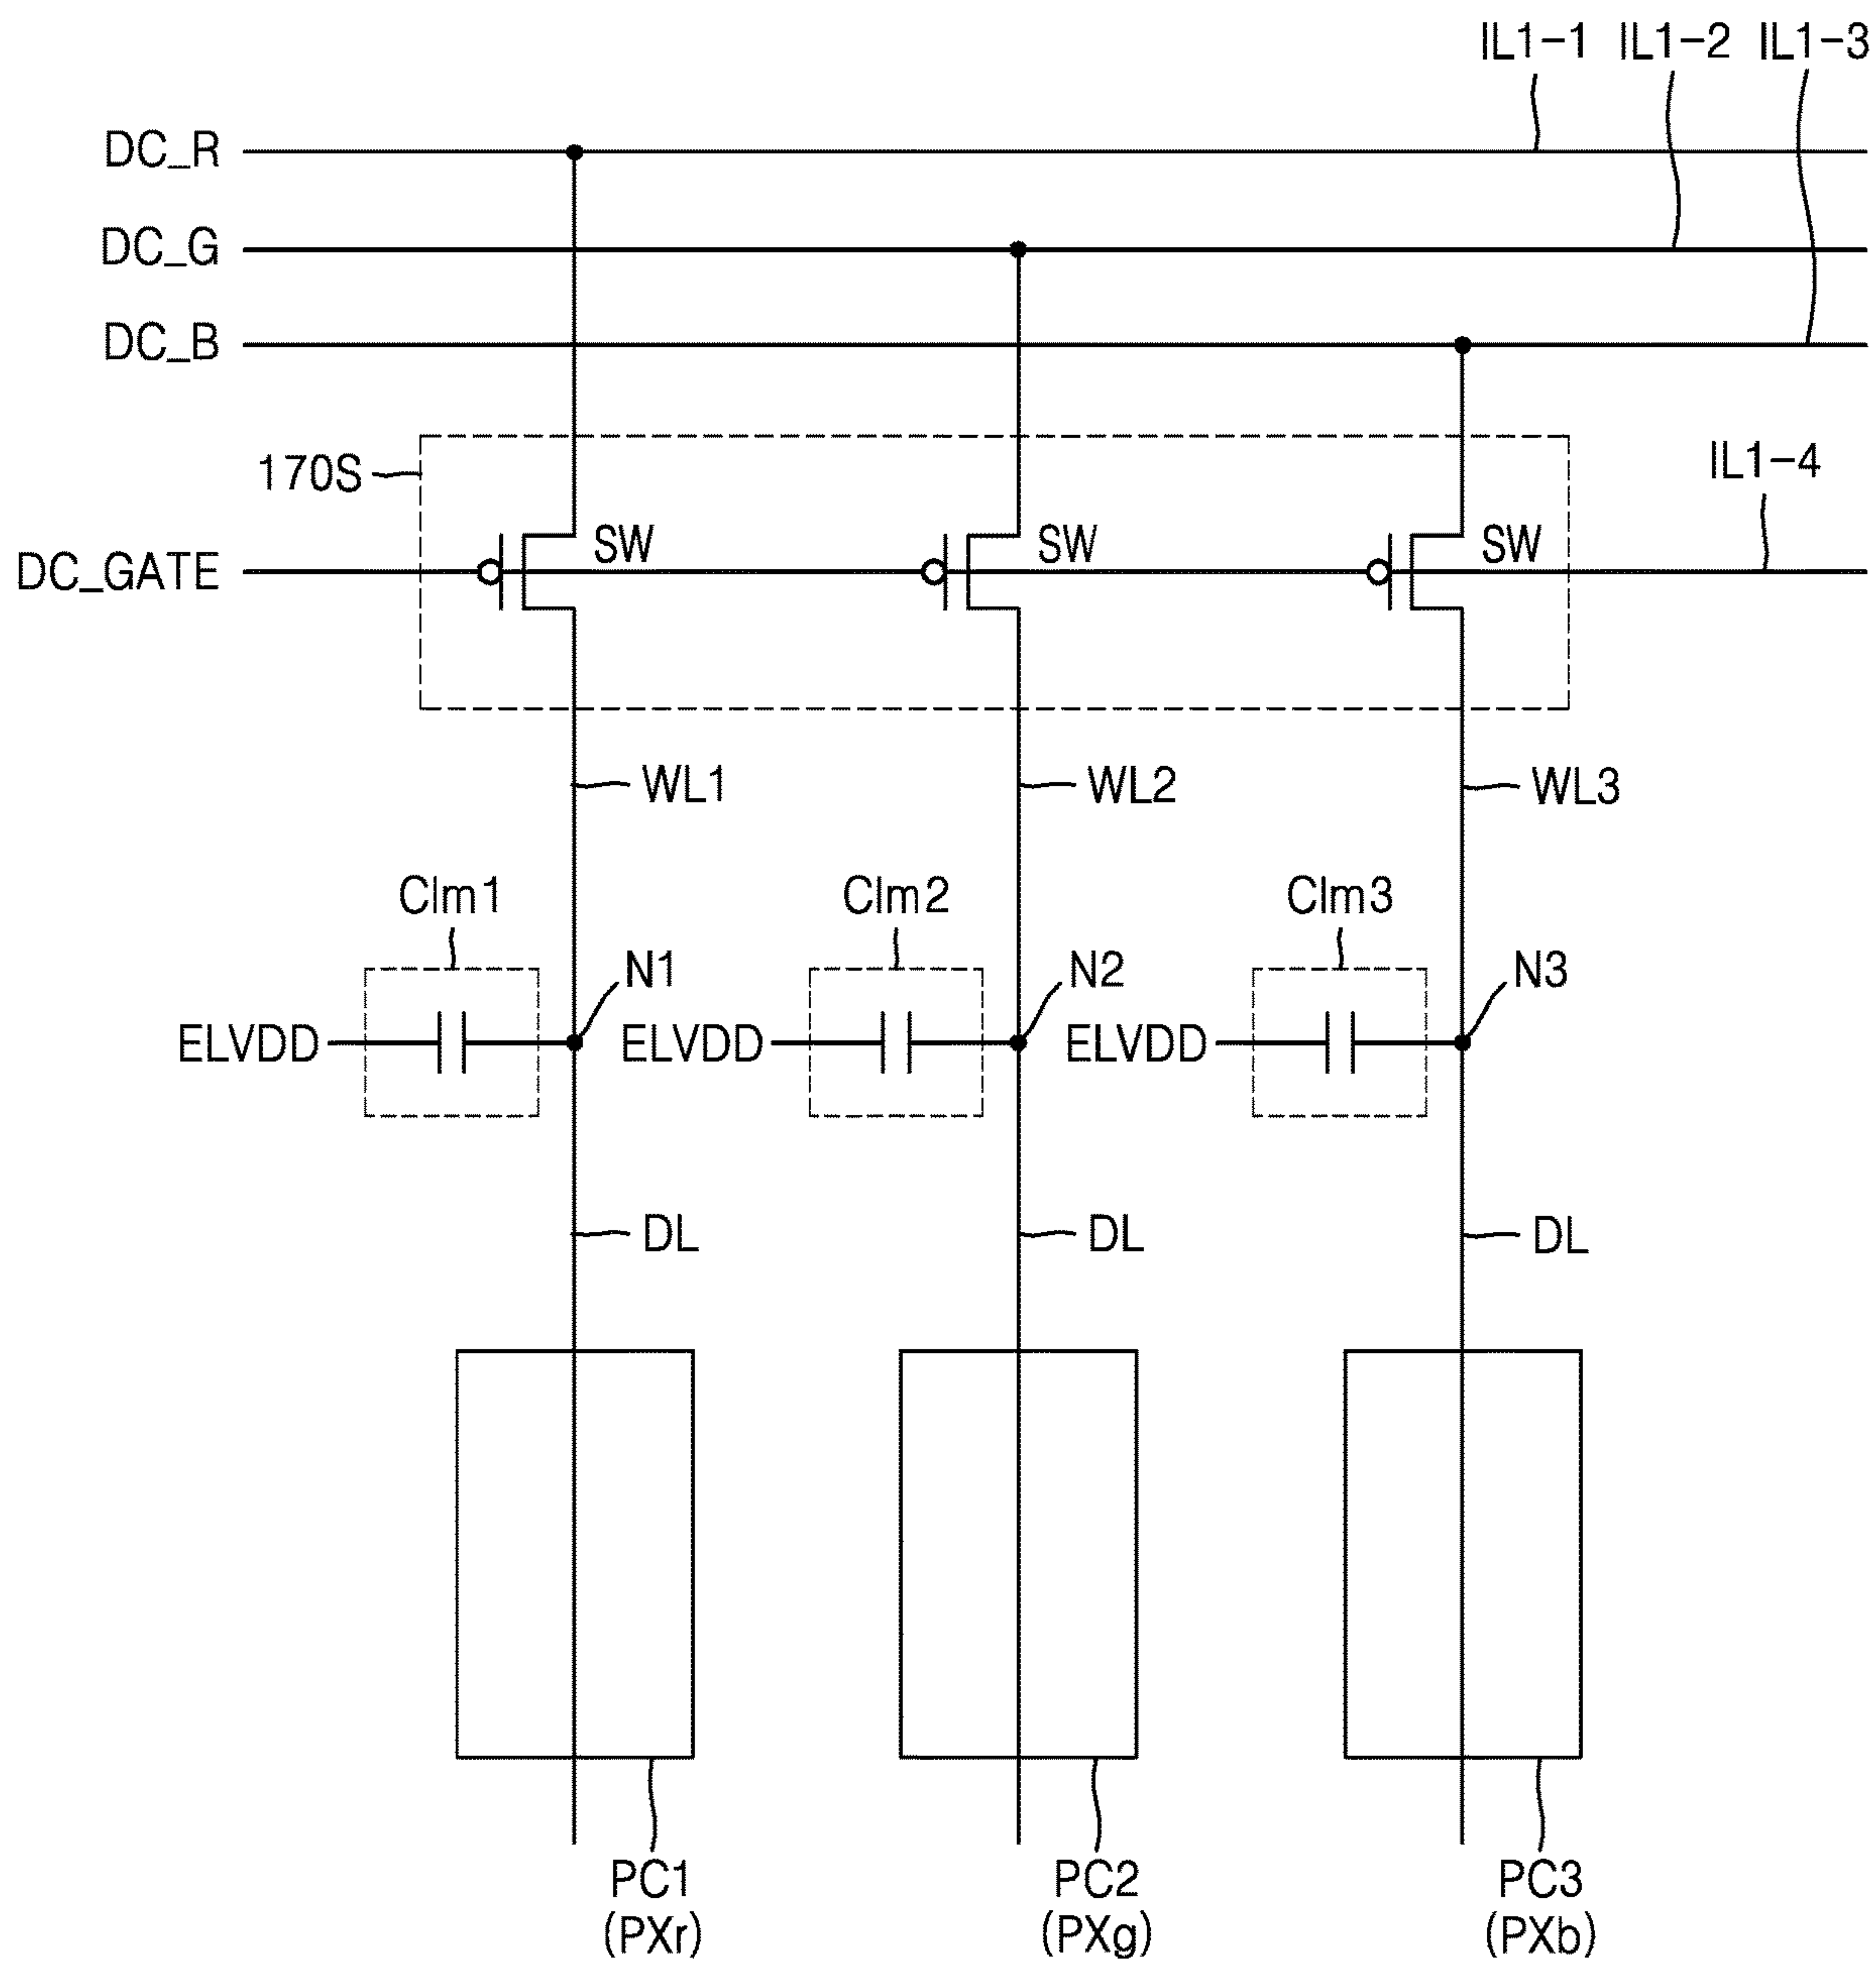 IL1-1 IL1-2 IL1-3
DC_R
DC_G
DC_B
170S
IL1-4
SW SW SW
DC_GATE
WL1 WL2 WL3
Clm1 Clm2 Clm3
N1 N2 N3
ELVDD ELVDD ELVDD
DL DL DL
PC1 PC2 PC3
(PXr) (PXg) (PXb)